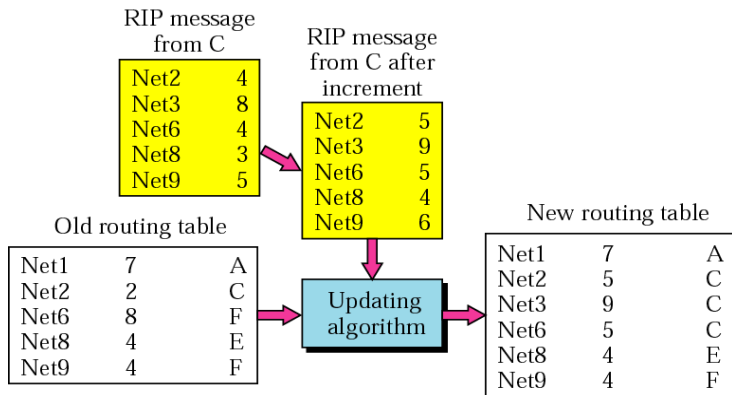 RIP message
from C
Net2 4
Net3 8
Net6 4
Net8 3
Net9 5
RIP message
from C after
increment
Net2 5
Net3 9
Net6 5
Net8 4
Net9 6
Old routing table
Net1 7 A
Net2 2 C
Net6 8 F
Net8 4 E
Net9 4 F
Updating
algorithm
New routing table
Net1 7 A
Net2 5 C
Net3 9 C
Net6 5 C
Net8 4 E
Net9 4 F